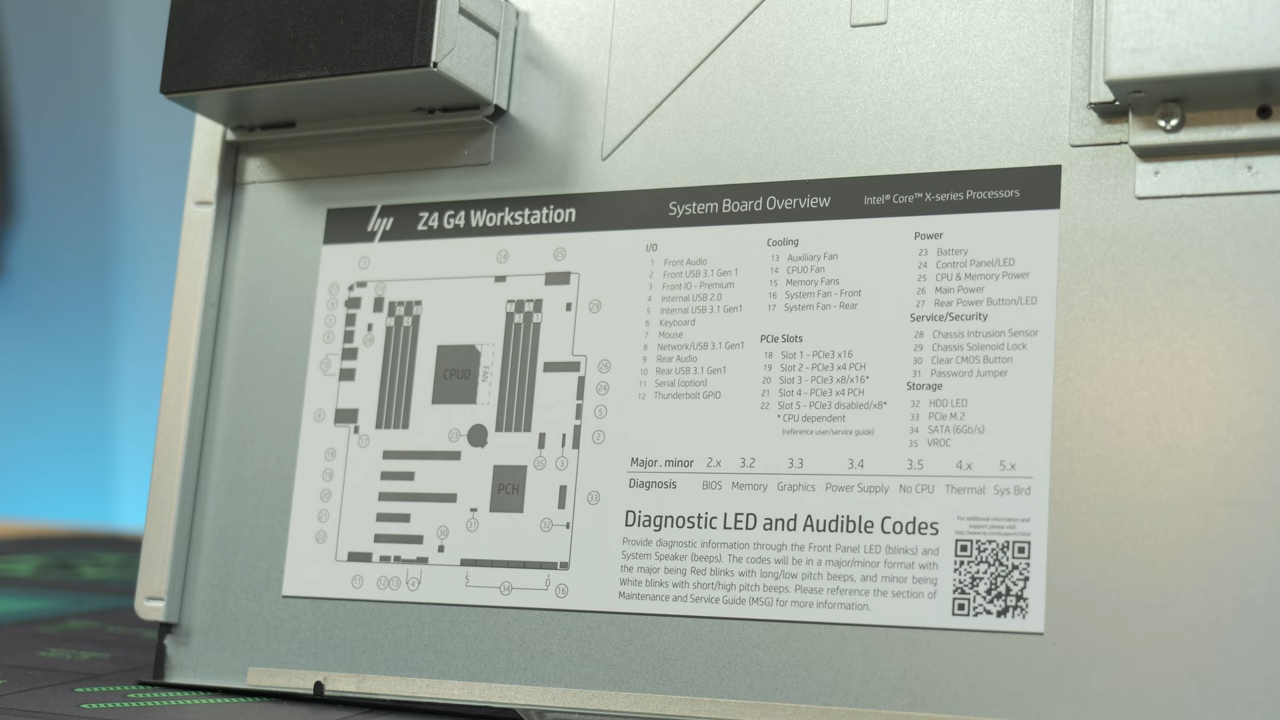 hp Z4 G4 Workstation System Board Overview Intel® Core™ X-series Processors
CPU0
FAN
PCH
I/O
1 Front Audio
2 Front USB 3.1 Gen 1
3 Front IO - Premium
4 Internal USB 2.0
5 Internal USB 3.1 Gen1
6 Keyboard
7 Mouse
8 Network/USB 3.1 Gen1
9 Rear Audio
10 Rear USB 3.1 Gen1
11 Serial (option)
12 Thunderbolt GPIO
Cooling
13 Auxiliary Fan
14 CPU0 Fan
15 Memory Fans
16 System Fan - Front
17 System Fan - Rear
PCIe Slots
18 Slot 1 - PCIe3 x16
19 Slot 2 - PCIe3 x4 PCH
20 Slot 3 - PCIe3 x8/x16*
21 Slot 4 - PCIe3 x4 PCH
22 Slot 5 - PCIe3 disabled/x8*
* CPU dependent
(reference user/service guide)
Power
23 Battery
24 Control Panel/LED
25 CPU & Memory Power
26 Main Power
27 Rear Power Button/LED
Service/Security
28 Chassis Intrusion Sensor
29 Chassis Solenoid Lock
30 Clear CMOS Button
31 Password Jumper
Storage
32 HDD LED
33 PCIe M.2
34 SATA (6Gb/s)
35 VROC
Major. minor 2.x 3.2 3.3 3.4 3.5 4.x 5.x
Diagnosis BIOS Memory Graphics Power Supply No CPU Thermal Sys Brd
Diagnostic LED and Audible Codes
Provide diagnostic information through the Front Panel LED (blinks) and
System Speaker (beeps). The codes will be in a major/minor format with
the major being Red blinks with long/low pitch beeps, and minor being
White blinks with short/high pitch beeps. Please reference the section of
Maintenance and Service Guide (MSG) for more information.
For additional information and
support please visit: